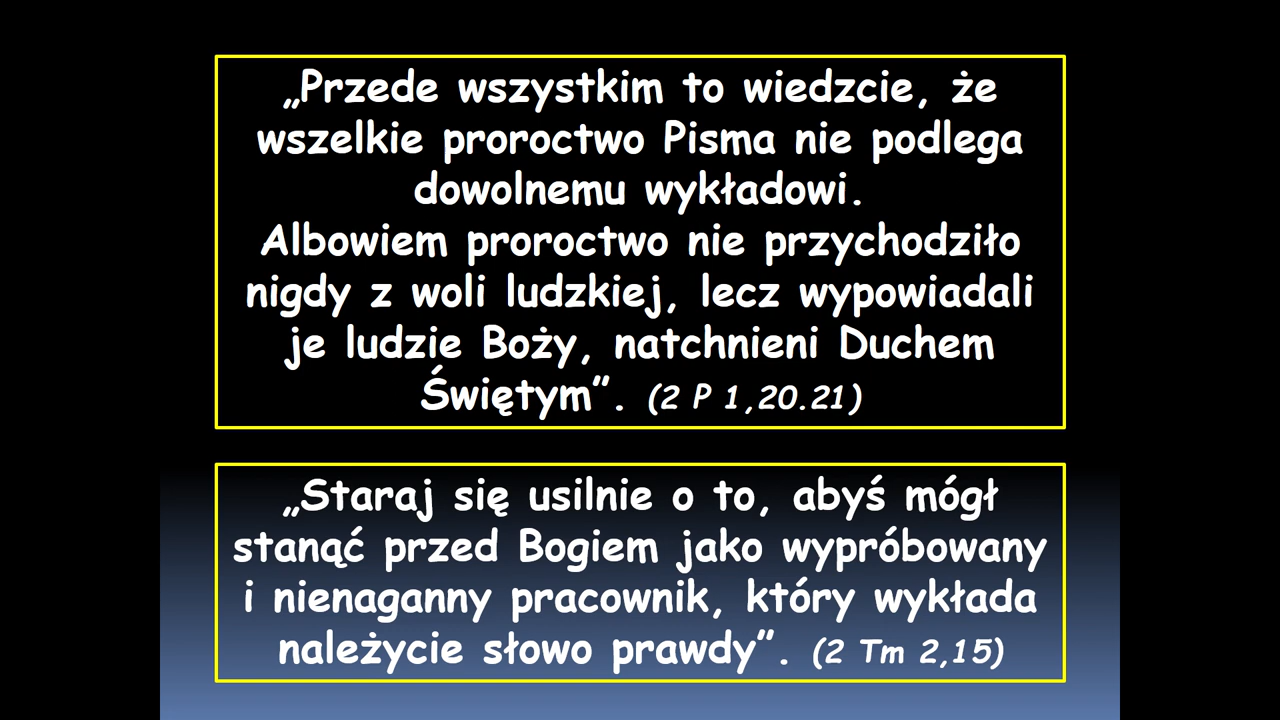 „Przede wszystkim to wiedzcie, że
wszelkie proroctwo Pisma nie podlega
dowolnemu wykładowi.
Albowiem proroctwo nie przychodziło
nigdy z woli ludzkiej, lecz wypowiadali
je ludzie Boży, natchnieni Duchem
Świętym”. (2 P 1,20.21)
„Staraj się usilnie o to, abyś mógł
stanąć przed Bogiem jako wypróbowany
i nienaganny pracownik, który wykłada
należycie słowo prawdy”. (2 Tm 2,15)